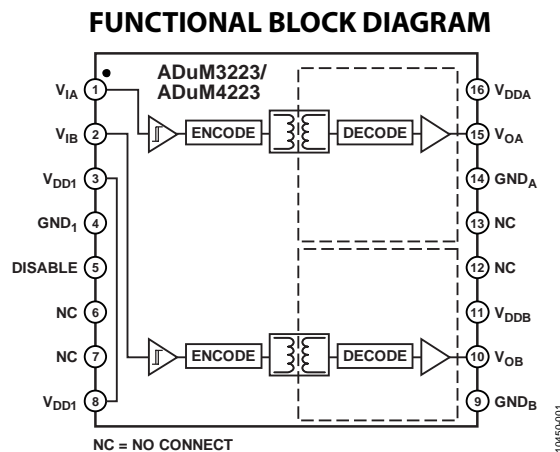 FUNCTIONAL BLOCK DIAGRAM
ADuM3223/
ADuM4223
VIA 1
VIB 2
VDD1 3
GND1 4
DISABLE 5
NC 6
NC 7
VDD1 8
ENCODE
DECODE
ENCODE
DECODE
16 VDDA
15 VOA
14 GNDA
13 NC
12 NC
11 VDDB
10 VOB
9 GNDB
NC = NO CONNECT
10450-001